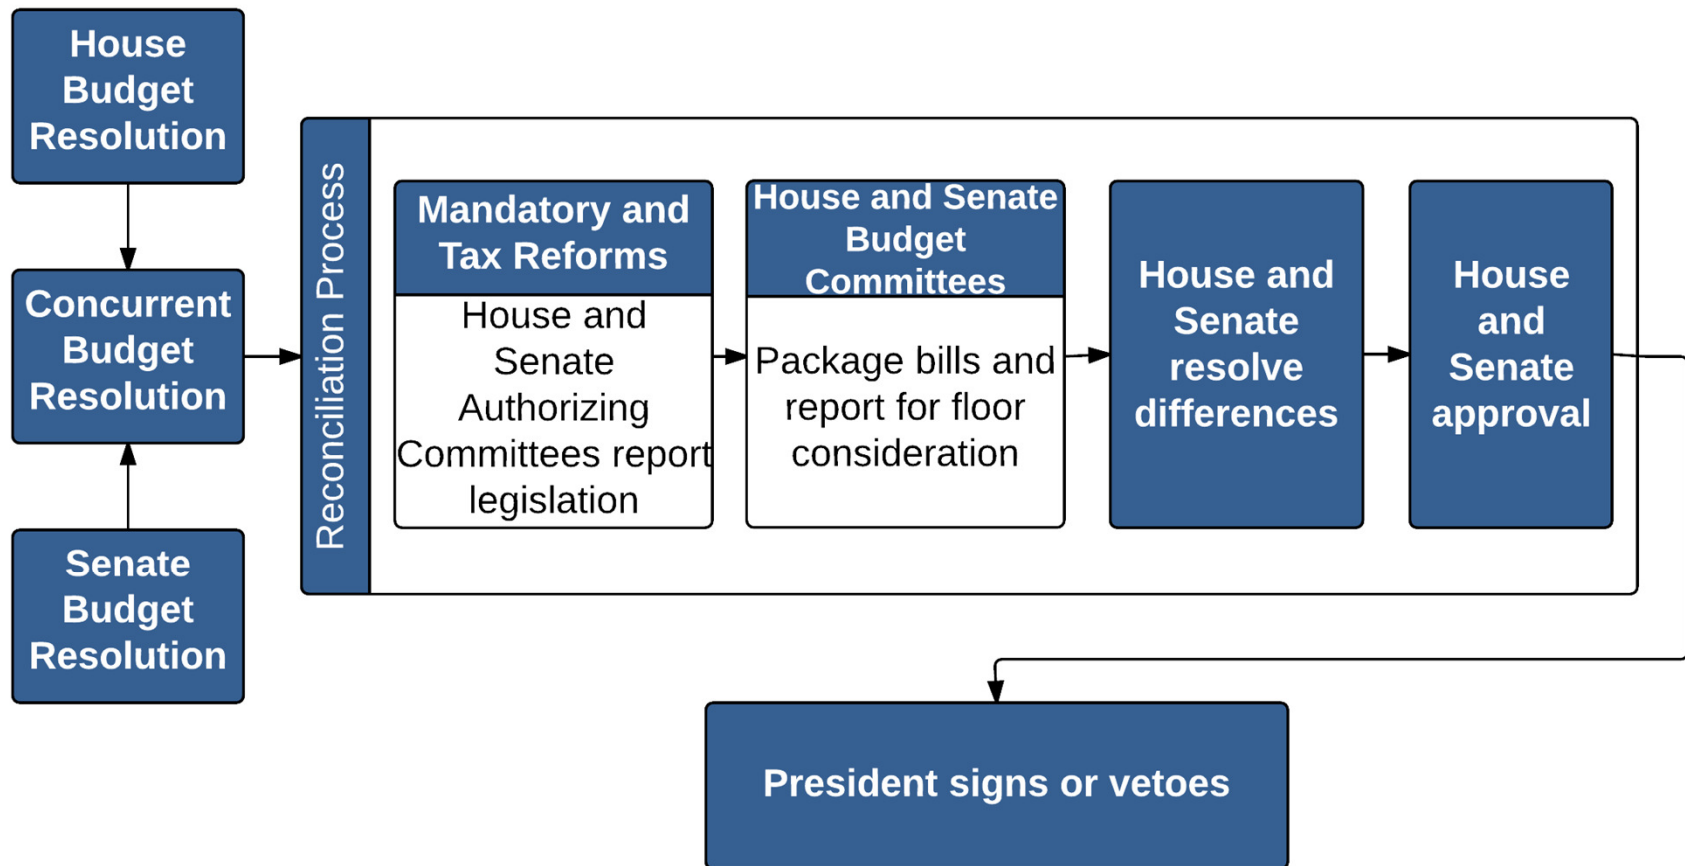 House
Budget
Resolution
Concurrent
Budget
Resolution
Senate
Budget
Resolution
Reconciliation Process
Mandatory and
Tax Reforms
House and
Senate
Authorizing
Committees report
legislation
House and Senate
Budget
Committees
Package bills and
report for floor
consideration
House and
Senate
resolve
differences
House
and
Senate
approval
President signs or vetoes